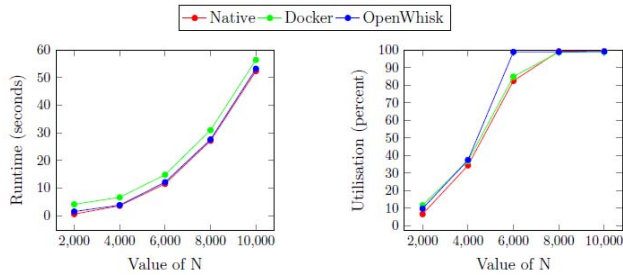 Native Docker OpenWhisk
Runtime (seconds)
60
50
40
30
20
10
0
2,000 4,000 6,000 8,000 10,000
Value of N
Utilisation (percent)
100
90
80
70
60
50
40
30
20
10
0
2,000 4,000 6,000 8,000 10,000
Value of N